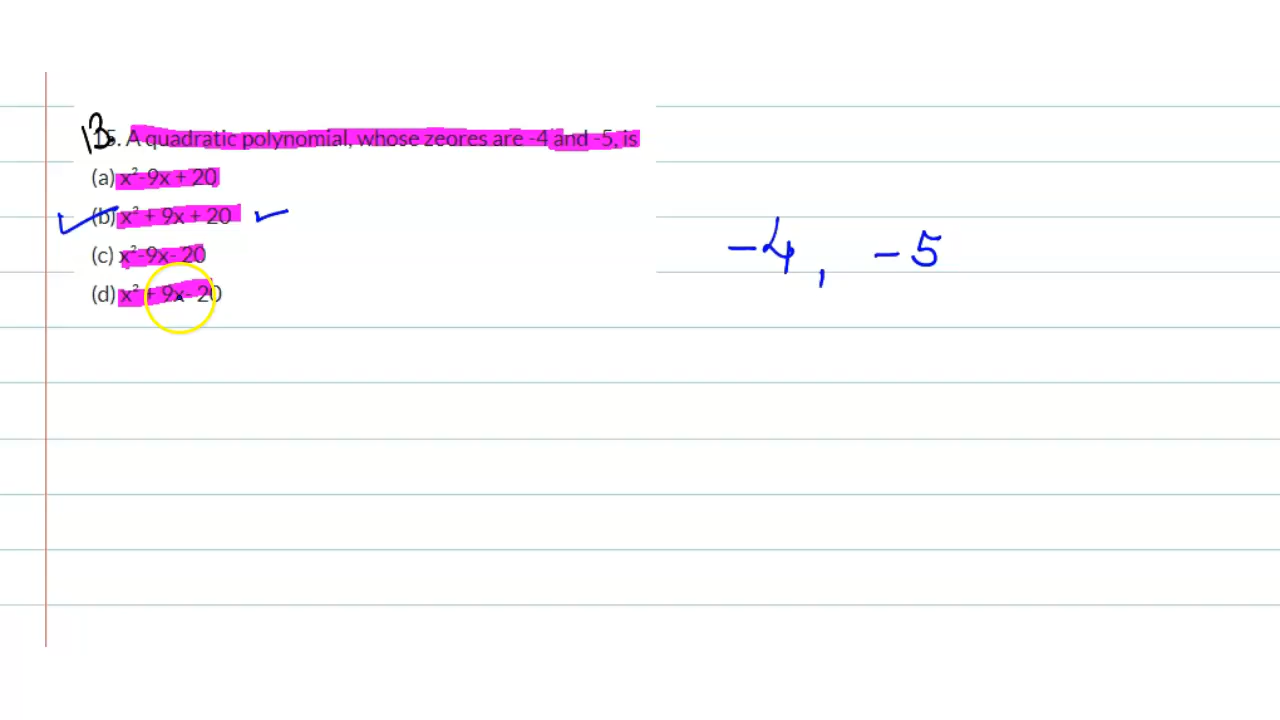 13. 15. A quadratic polynomial, whose zeores are -4 and -5, is
(a) x²-9x + 20
(b) x² + 9x + 20
(c) x²-9x- 20
(d) x² + 9x- 20
-4, -5